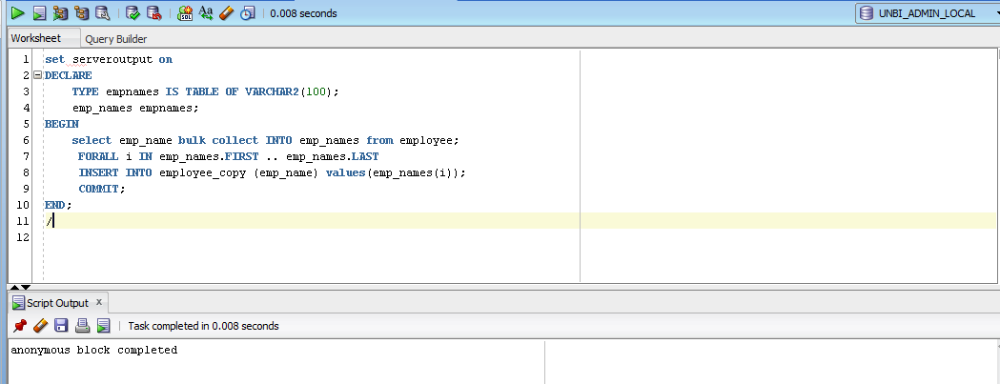 0.008 seconds
UNBI_ADMIN_LOCAL
Worksheet Query Builder
1 set serveroutput on
2 DECLARE
3 TYPE empnames IS TABLE OF VARCHAR2(100);
4 emp_names empnames;
5 BEGIN
6 select emp_name bulk collect INTO emp_names from employee;
7 FORALL i IN emp_names.FIRST .. emp_names.LAST
8 INSERT INTO employee_copy (emp_name) values(emp_names(i));
9 COMMIT;
10 END;
11 /
12
Script Output x
Task completed in 0.008 seconds
anonymous block completed